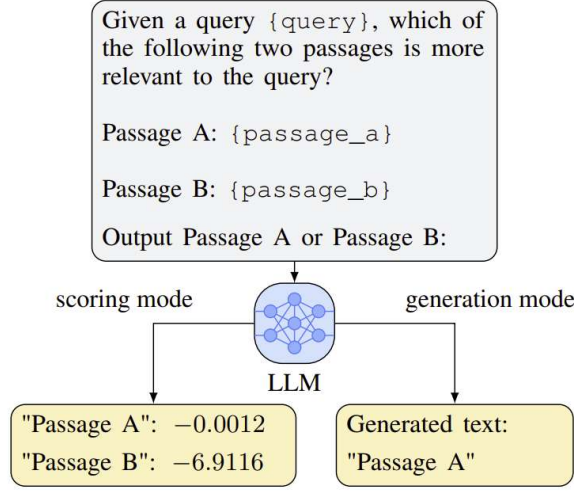 Given a query {query}, which of
the following two passages is more
relevant to the query?
Passage A: {passage_a}
Passage B: {passage_b}
Output Passage A or Passage B:
scoring mode
generation mode
LLM
"Passage A": −0.0012
"Passage B": −6.9116
Generated text:
"Passage A"